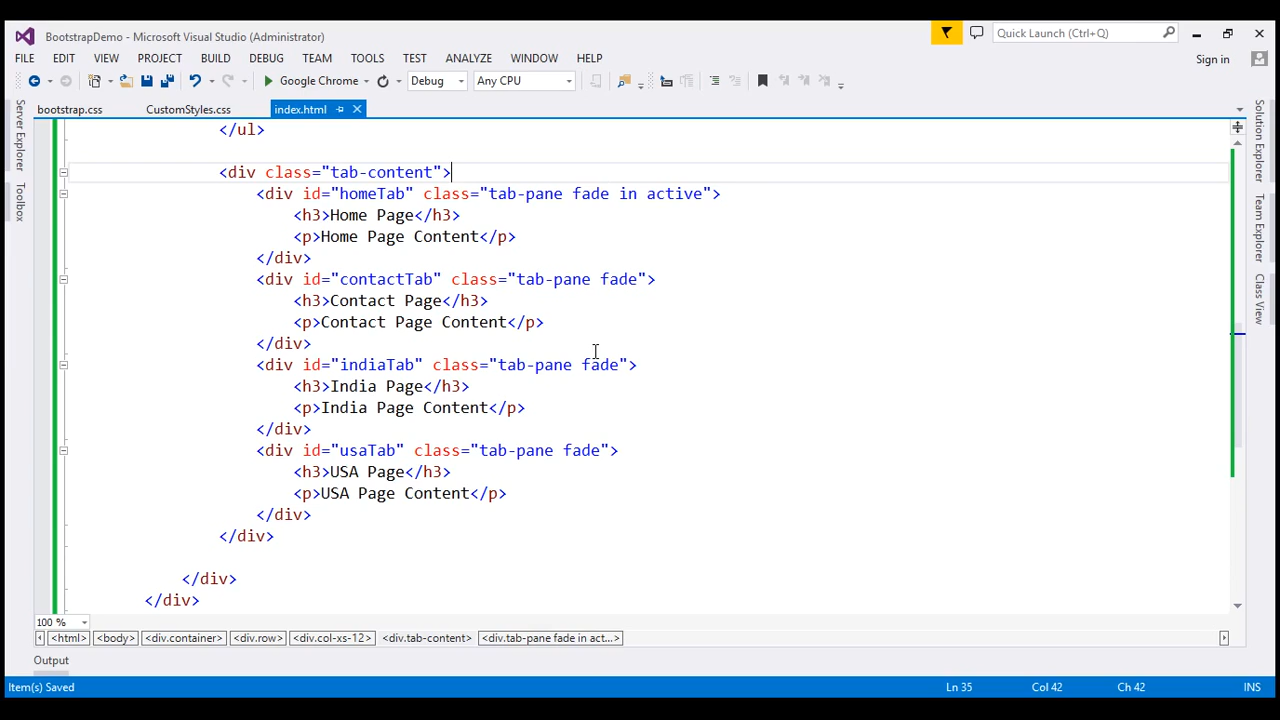 BootstrapDemo - Microsoft Visual Studio (Administrator)
Quick Launch (Ctrl+Q)
FILE EDIT VIEW PROJECT BUILD DEBUG TEAM TOOLS TEST ANALYZE WINDOW HELP
Sign in
Google Chrome Debug Any CPU
bootstrap.css CustomStyles.css index.html
Server Explorer
Toolbox
Solution Explorer
Team Explorer
Class View
</ul>
<div class="tab-content">
<div id="homeTab" class="tab-pane fade in active">
<h3>Home Page</h3>
<p>Home Page Content</p>
</div>
<div id="contactTab" class="tab-pane fade">
<h3>Contact Page</h3>
<p>Contact Page Content</p>
</div>
<div id="indiaTab" class="tab-pane fade">
<h3>India Page</h3>
<p>India Page Content</p>
</div>
<div id="usaTab" class="tab-pane fade">
<h3>USA Page</h3>
<p>USA Page Content</p>
</div>
</div>
</div>
</div>
100 %
<html> <body> <div.container> <div.row> <div.col-xs-12> <div.tab-content> <div.tab-pane fade in act...>
Output
Item(s) Saved Ln 35 Col 42 Ch 42 INS